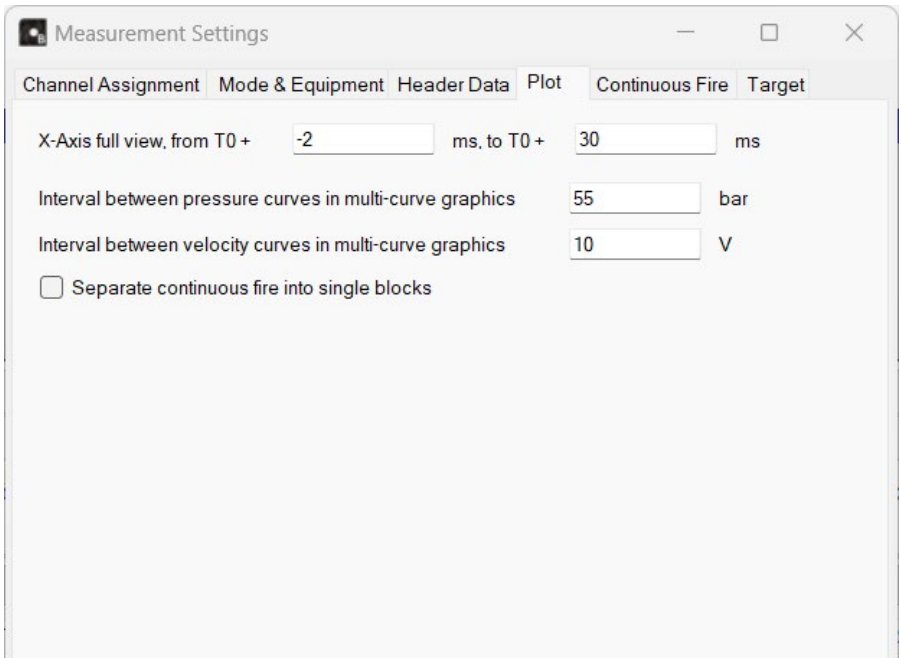 Measurement Settings
Channel Assignment Mode & Equipment Header Data Plot Continuous Fire Target
X-Axis full view, from T0 + -2 ms, to T0 + 30 ms
Interval between pressure curves in multi-curve graphics 55 bar
Interval between velocity curves in multi-curve graphics 10 V
Separate continuous fire into single blocks